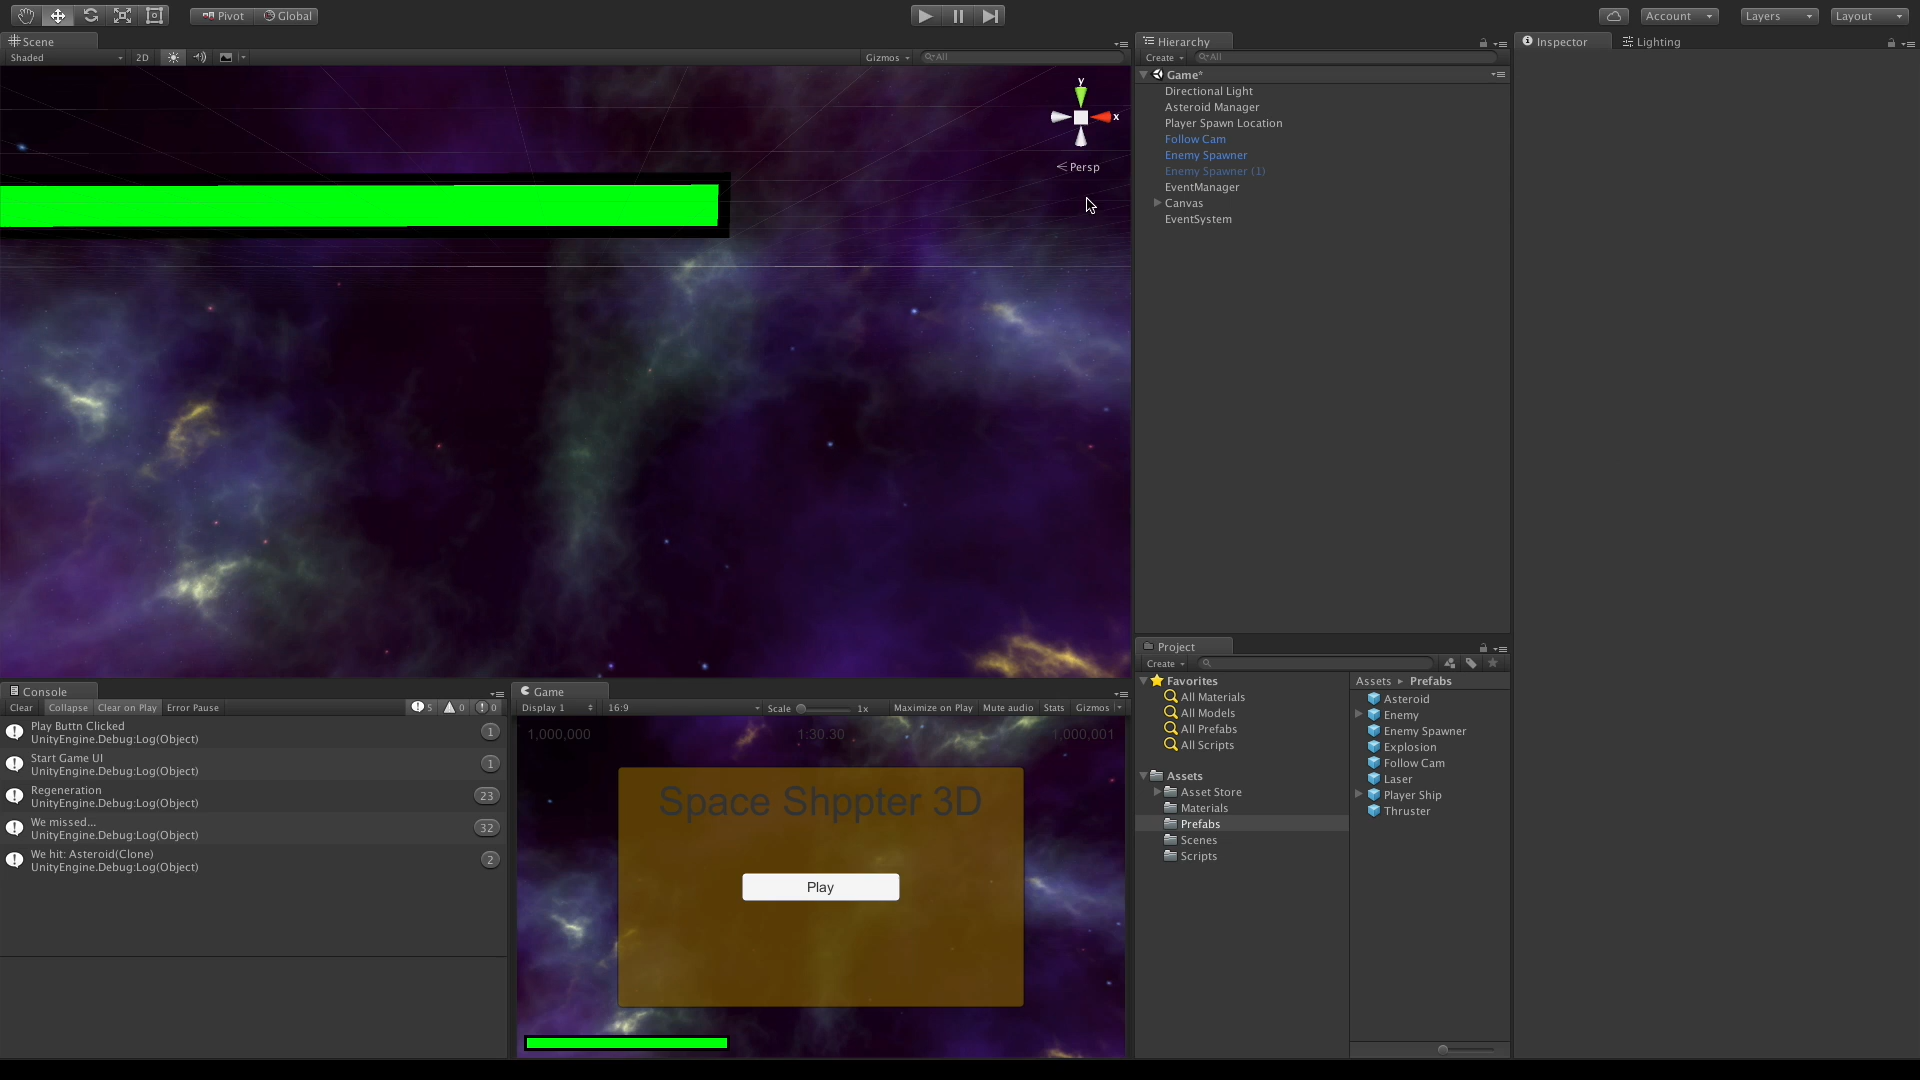 Pivot Global Account Layers Layout
Scene
Shaded 2D Gizmos All
y
x
Persp
Hierarchy
Create All
Game*
Directional Light
Asteroid Manager
Player Spawn Location
Follow Cam
Enemy Spawner
Enemy Spawner (1)
EventManager
Canvas
EventSystem
Inspector Lighting
Console
Clear Collapse Clear on Play Error Pause 5 0 0
Play Buttn Clicked
UnityEngine.Debug:Log(Object) 1
Start Game UI
UnityEngine.Debug:Log(Object) 1
Regeneration
UnityEngine.Debug:Log(Object) 23
We missed...
UnityEngine.Debug:Log(Object) 32
We hit: Asteroid(Clone)
UnityEngine.Debug:Log(Object) 2
Game
Display 1 16:9 Scale 1x Maximize on Play Mute audio Stats Gizmos
1,000,000 1:30.30 1,000,001
Space Shppter 3D
Play
Project
Create
Favorites
All Materials
All Models
All Prefabs
All Scripts
Assets
Asset Store
Materials
Prefabs
Scenes
Scripts
Assets Prefabs
Asteroid
Enemy
Enemy Spawner
Explosion
Follow Cam
Laser
Player Ship
Thruster